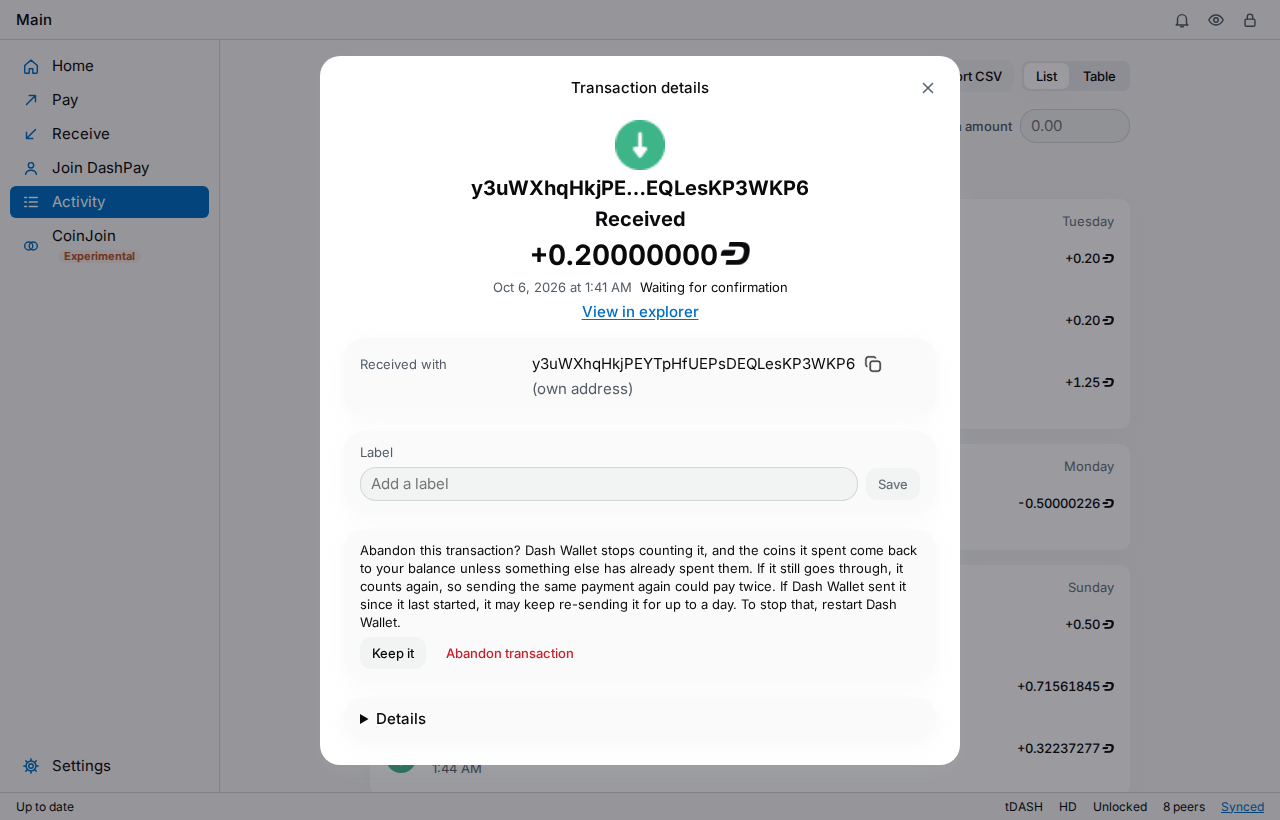 Main
Home
Pay
Receive
Join DashPay
Activity
CoinJoin
Experimental
Settings
Transaction details
y3uWXhqHkjPE...EQLesKP3WKP6
Received
+0.20000000
Oct 6, 2026 at 1:41 AM Waiting for confirmation
View in explorer
Received with
y3uWXhqHkjPEYTpHfUEPsDEQLesKP3WKP6
(own address)
Label
Add a label
Save
Abandon this transaction? Dash Wallet stops counting it, and the coins it spent come back
to your balance unless something else has already spent them. If it still goes through, it
counts again, so sending the same payment again could pay twice. If Dash Wallet sent it
since it last started, it may keep re-sending it for up to a day. To stop that, restart Dash
Wallet.
Keep it
Abandon transaction
Details
CSV
List
Table
amount
0.00
Tuesday
+0.20
+0.20
+1.25
Monday
-0.50000226
Sunday
+0.50
+0.71561845
+0.32237277
1:44 AM
Up to date
tDASH
HD
Unlocked
8 peers
Synced